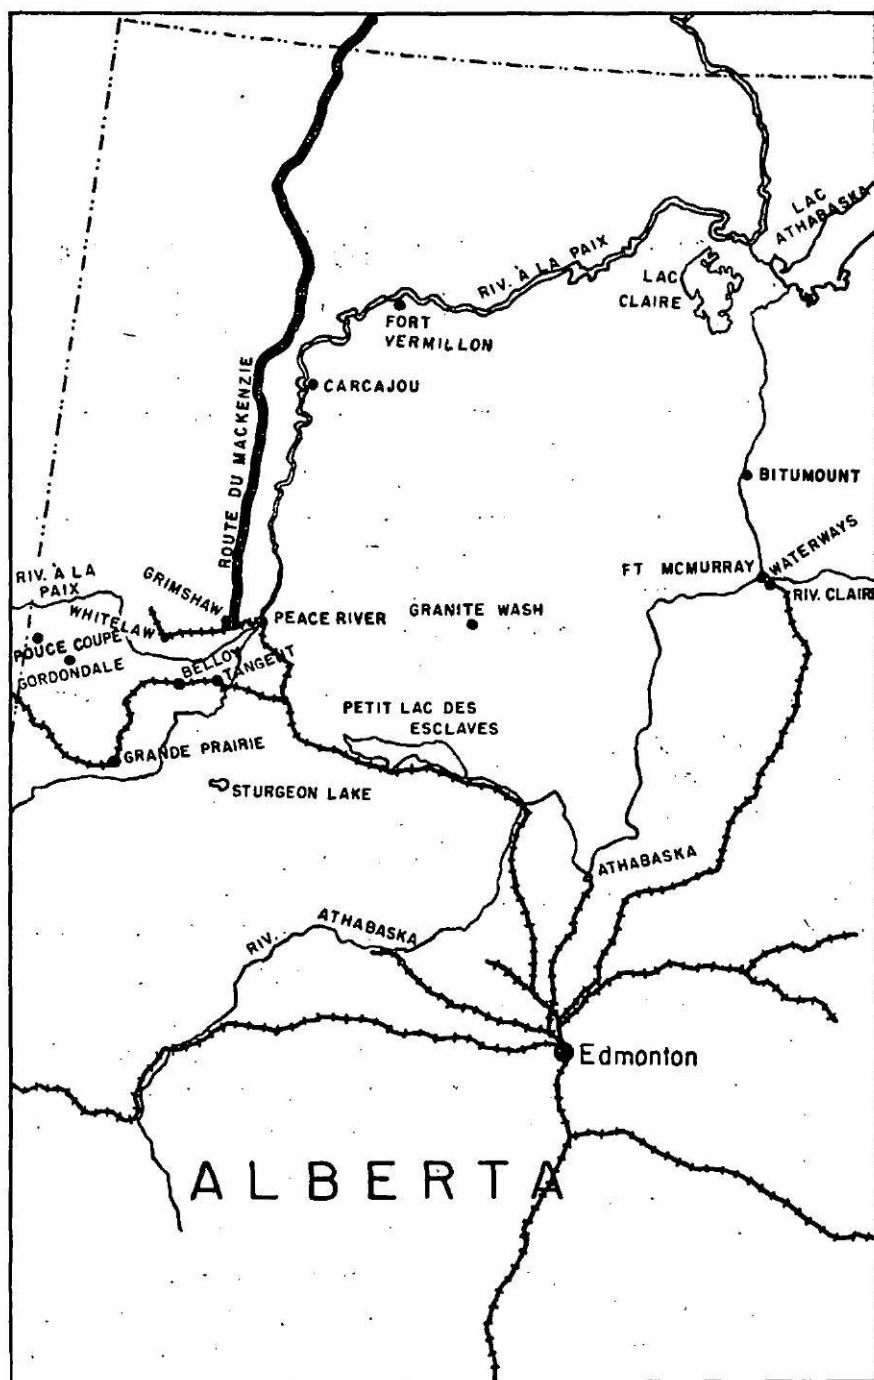 LAC
ATHABASKA
RIV. À LA PAIX
LAC
CLAIRE
FORT
VERMILLON
CARCAJOU
ROUTE DU MACKENZIE
BITUMOUNT
WATERWAYS
FT MCMURRAY
RIV. CLAIRE
RIV. À LA
PAIX
GRIMSHAW
WHITELAW
PEACE RIVER
GRANITE WASH
POUCE COUPÉ
GORDONDALE
BELLOY
TANGENT
PETIT LAC DES
ESCLAVES
GRANDE PRAIRIE
STURGEON LAKE
ATHABASKA
RIV. ATHABASKA
Edmonton
ALBERTA